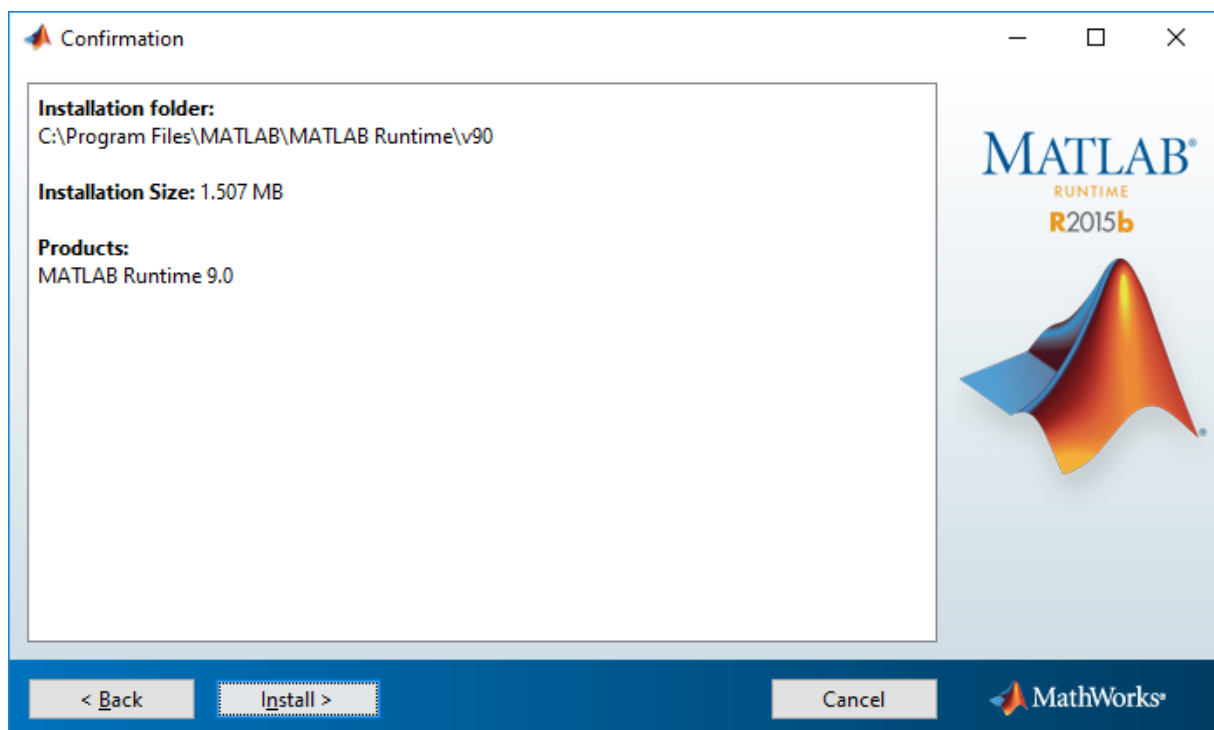 Confirmation
Installation folder:
C:\Program Files\MATLAB\MATLAB Runtime\v90
Installation Size: 1.507 MB
Products:
MATLAB Runtime 9.0
MATLAB®
RUNTIME
R2015b
®
< Back
Install >
Cancel
MathWorks®